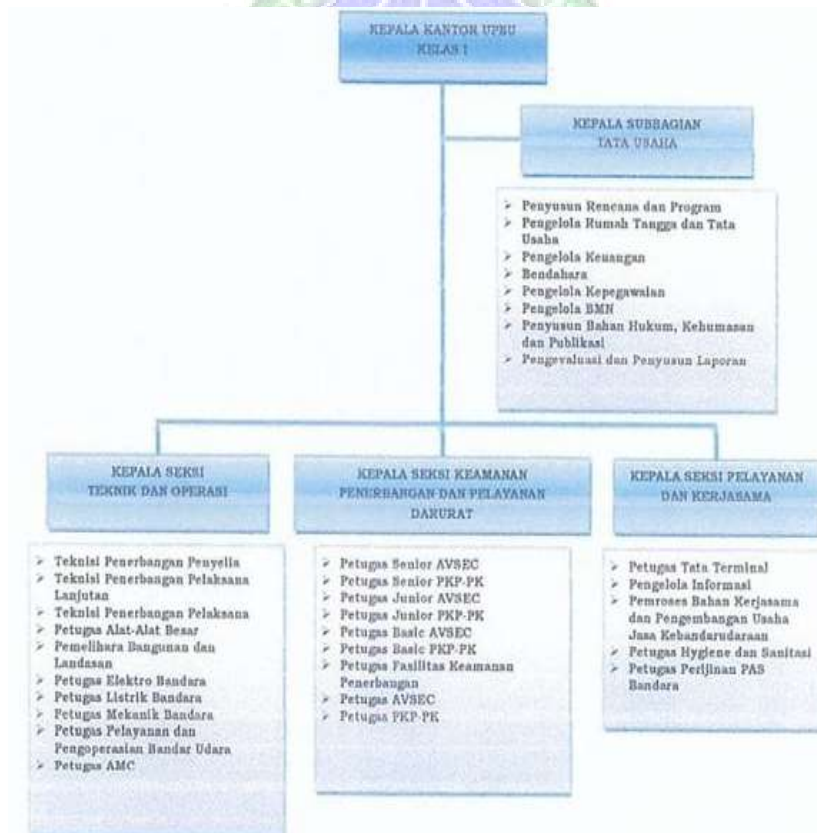 KEPALA KANTOR UPBU
KELAS I
KEPALA SUBBAGIAN
TATA USAHA
➢ Penyusun Rencana dan Program
➢ Pengelola Rumah Tangga dan Tata
Usaha
➢ Pengelola Keuangan
➢ Bendahara
➢ Pengelola Kepegawaian
➢ Pengelola BMN
➢ Penyusun Bahan Hukum, Kehumasan
dan Publikasi
➢ Pengevaluasi dan Penyusun Laporan
KEPALA SEKSI
TEKNIK DAN OPERASI
➢ Teknisi Penerbangan Penyelia
➢ Teknisi Penerbangan Pelaksana
Lanjutan
➢ Teknisi Penerbangan Pelaksana
➢ Petugas Alat-Alat Besar
➢ Pemelihara Bangunan dan
Landasan
➢ Petugas Elektro Bandara
➢ Petugas Listrik Bandara
➢ Petugas Mekanik Bandara
➢ Petugas Pelayanan dan
Pengoperasian Bandar Udara
➢ Petugas AMC
KEPALA SEKSI KEAMANAN
PENERBANGAN DAN PELAYANAN
DARURAT
➢ Petugas Senior AVSEC
➢ Petugas Senior PKP-PK
➢ Petugas Junior AVSEC
➢ Petugas Junior PKP-PK
➢ Petugas Basic AVSEC
➢ Petugas Basic PKP-PK
➢ Petugas Fasilitas Keamanan
Penerbangan
➢ Petugas AVSEC
➢ Petugas PKP-PK
KEPALA SEKSI PELAYANAN
DAN KERJASAMA
➢ Petugas Tata Terminal
➢ Pengelola Informasi
➢ Pemroses Bahan Kerjasama
dan Pengembangan Usaha
Jasa Kebandarudaraan
➢ Petugas Hygiene dan Sanitasi
➢ Petugas Perijinan PAS
Bandara